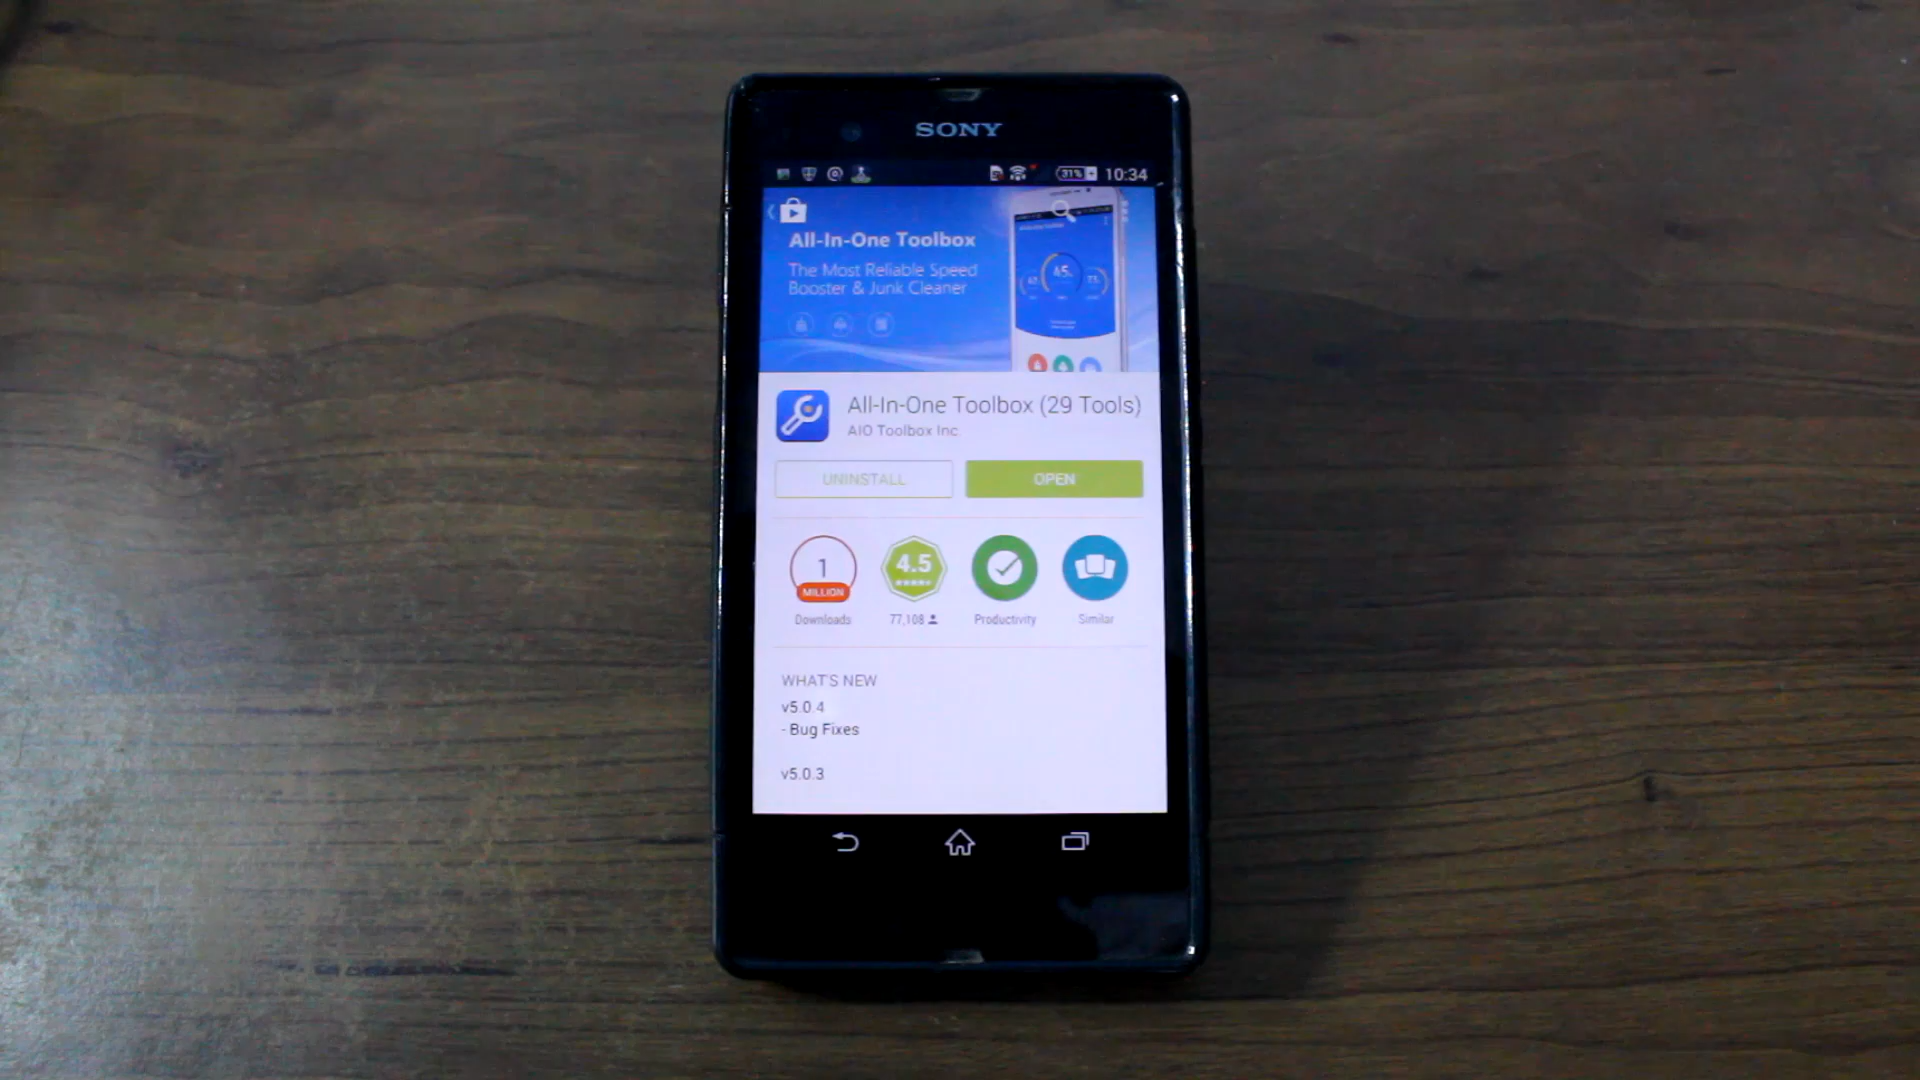 SONY
31% 10:34
All-In-One Toolbox
The Most Reliable Speed
Booster & Junk Cleaner
All-In-One Toolbox (29 Tools)
AIO Toolbox Inc.
UNINSTALL OPEN
1 4.5
MILLION
Downloads 77,108 Productivity Similar
WHAT'S NEW
v5.0.4
- Bug Fixes
v5.0.3